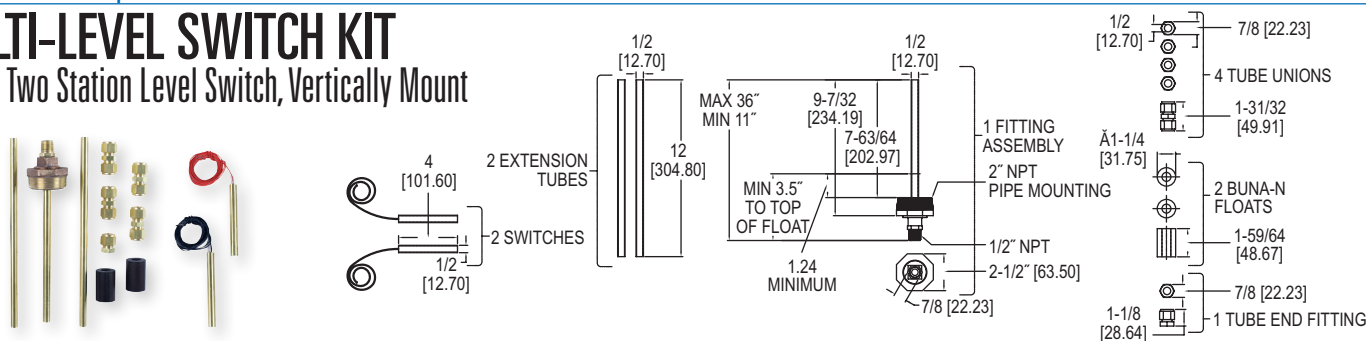 LTI-LEVEL SWITCH KIT
Two Station Level Switch, Vertically Mount
4
[101.60]
2 SWITCHES
1/2
[12.70]
1/2
[12.70]
2 EXTENSION
TUBES
12
[304.80]
1/2
[12.70]
MAX 36˝
MIN 11˝
9-7/32
[234.19]
7-63/64
[202.97]
1 FITTING
ASSEMBLY
2˝ NPT
PIPE MOUNTING
MIN 3.5˝
TO TOP
OF FLOAT
1.24
MINIMUM
1/2˝ NPT
2-1/2˝ [63.50]
7/8 [22.23]
1/2
[12.70]
7/8 [22.23]
4 TUBE UNIONS
1-31/32
[49.91]
Ă1-1/4
[31.75]
2 BUNA-N
FLOATS
1-59/64
[48.67]
7/8 [22.23]
1-1/8
[28.64]
1 TUBE END FITTING